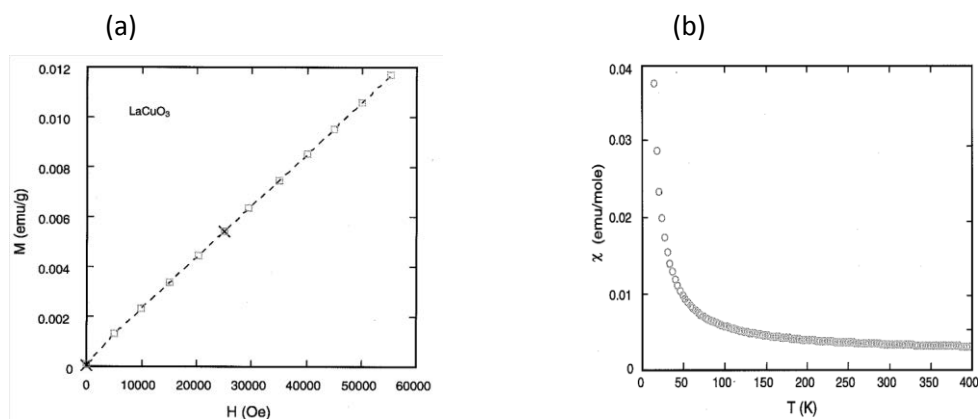 (a)
(b)
0.012
0.010
0.008
0.006
0.004
0.002
0
M (emu/g)
LaCuO₃
0 10000 20000 30000 40000 50000 60000
H (Oe)
0.04
0.03
0.02
0.01
0
χ (emu/mole)
0 50 100 150 200 250 300 350 400
T (K)